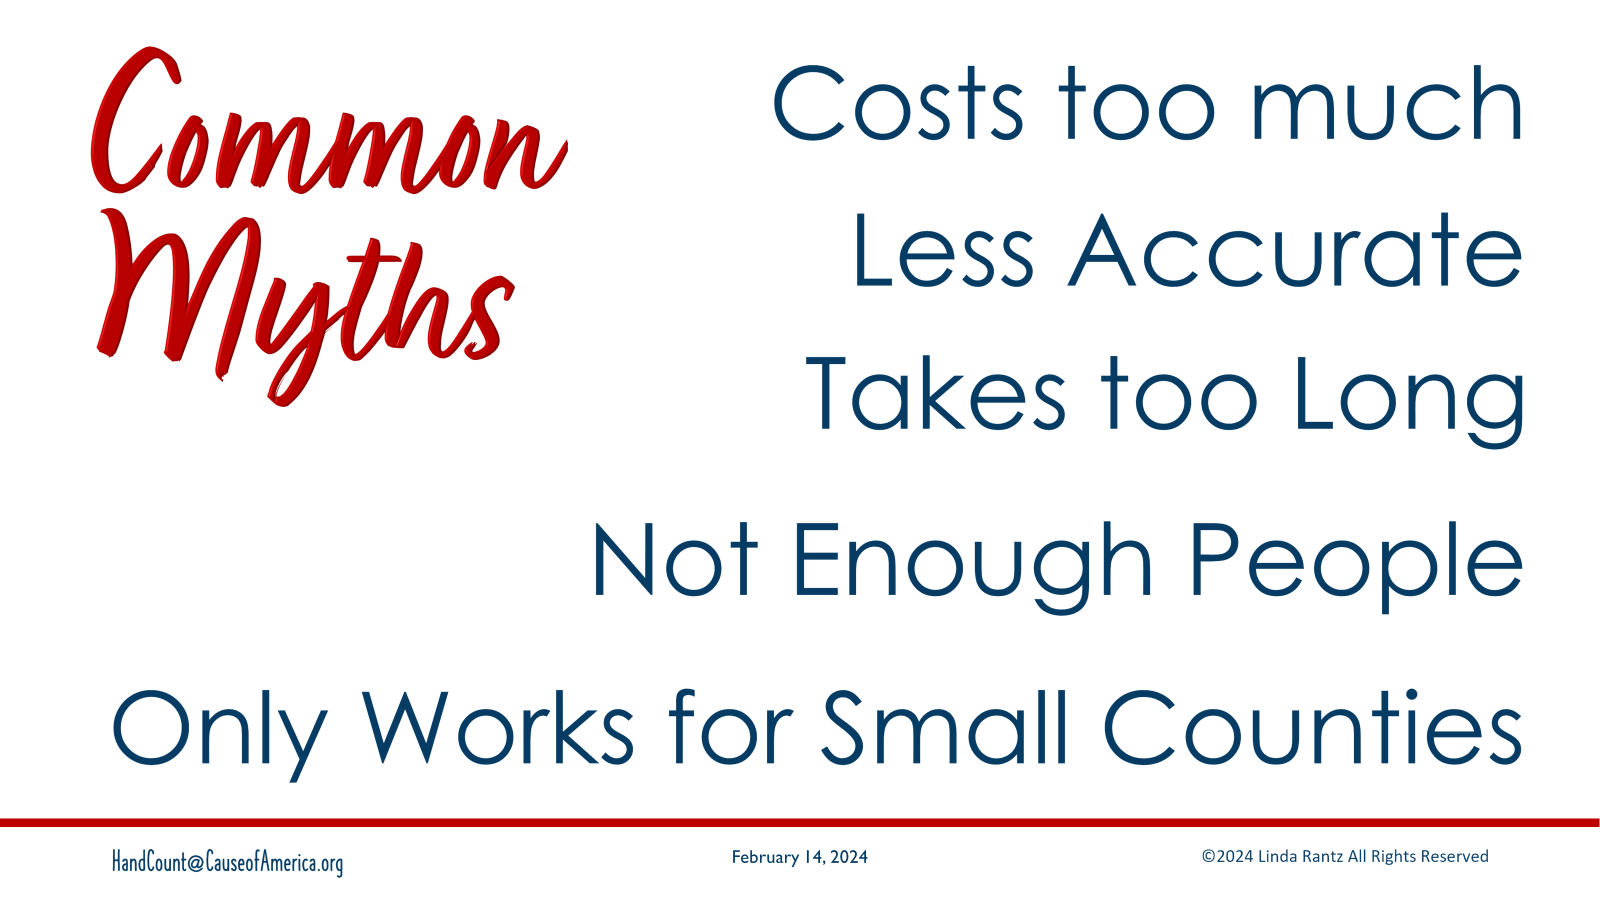 Common
Myths
Costs too much
Less Accurate
Takes too Long
Not Enough People
Only Works for Small Counties
HandCount@CauseofAmerica.org
February 14, 2024
©2024 Linda Rantz All Rights Reserved